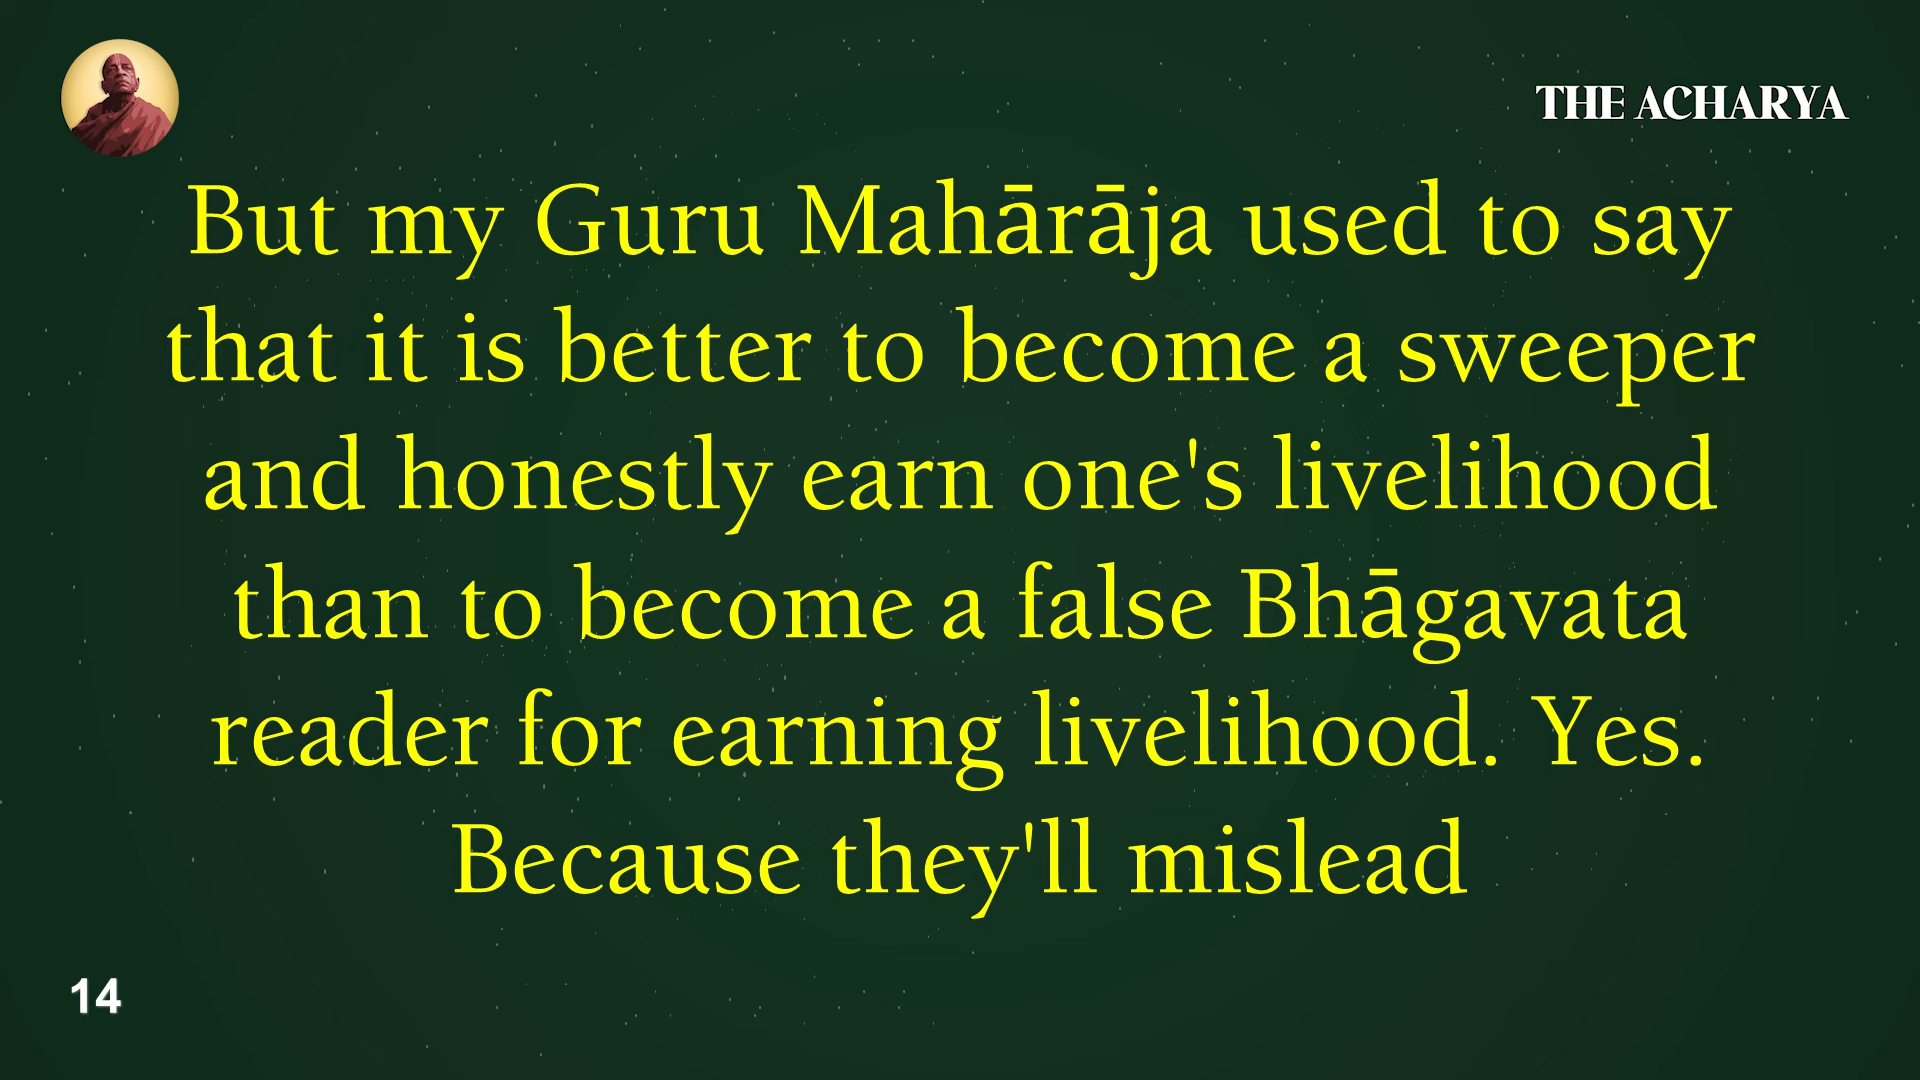 THE ACHARYA
But my Guru Mahārāja used to say
that it is better to become a sweeper
and honestly earn one's livelihood
than to become a false Bhāgavata
reader for earning livelihood. Yes.
Because they'll mislead
14